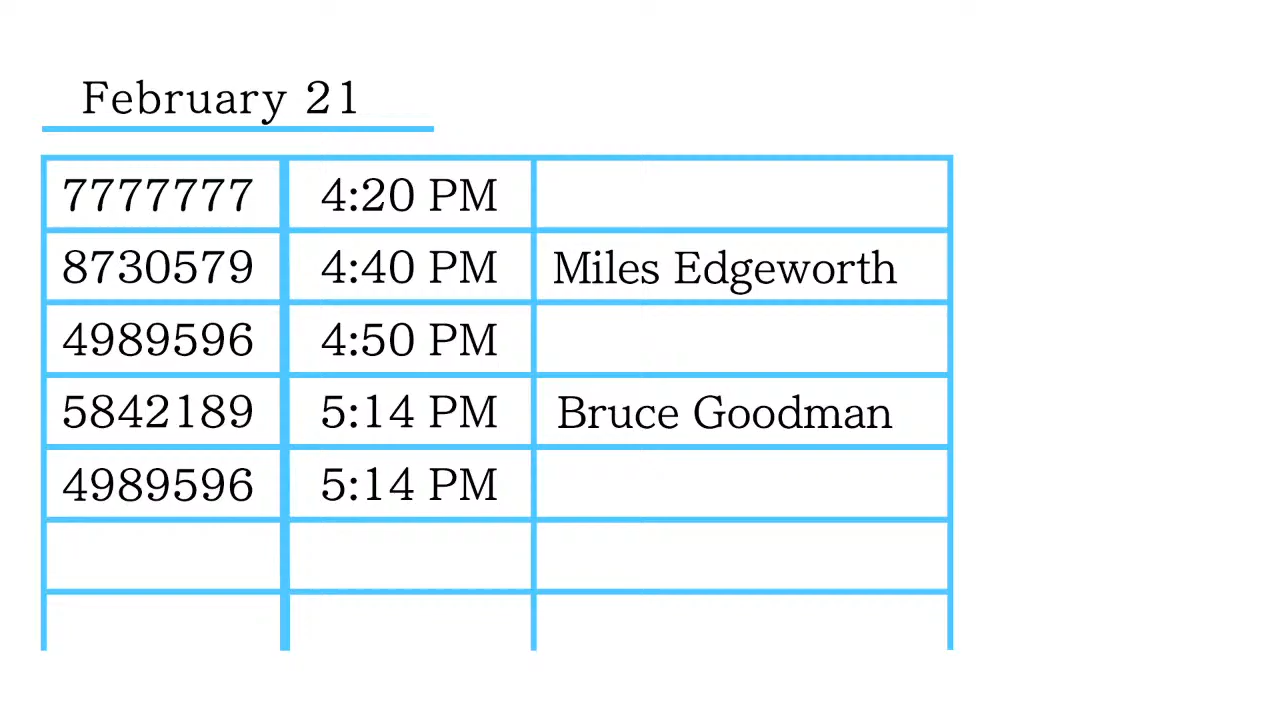 February 21
7777777 4:20 PM
8730579 4:40 PM Miles Edgeworth
4989596 4:50 PM
5842189 5:14 PM Bruce Goodman
4989596 5:14 PM